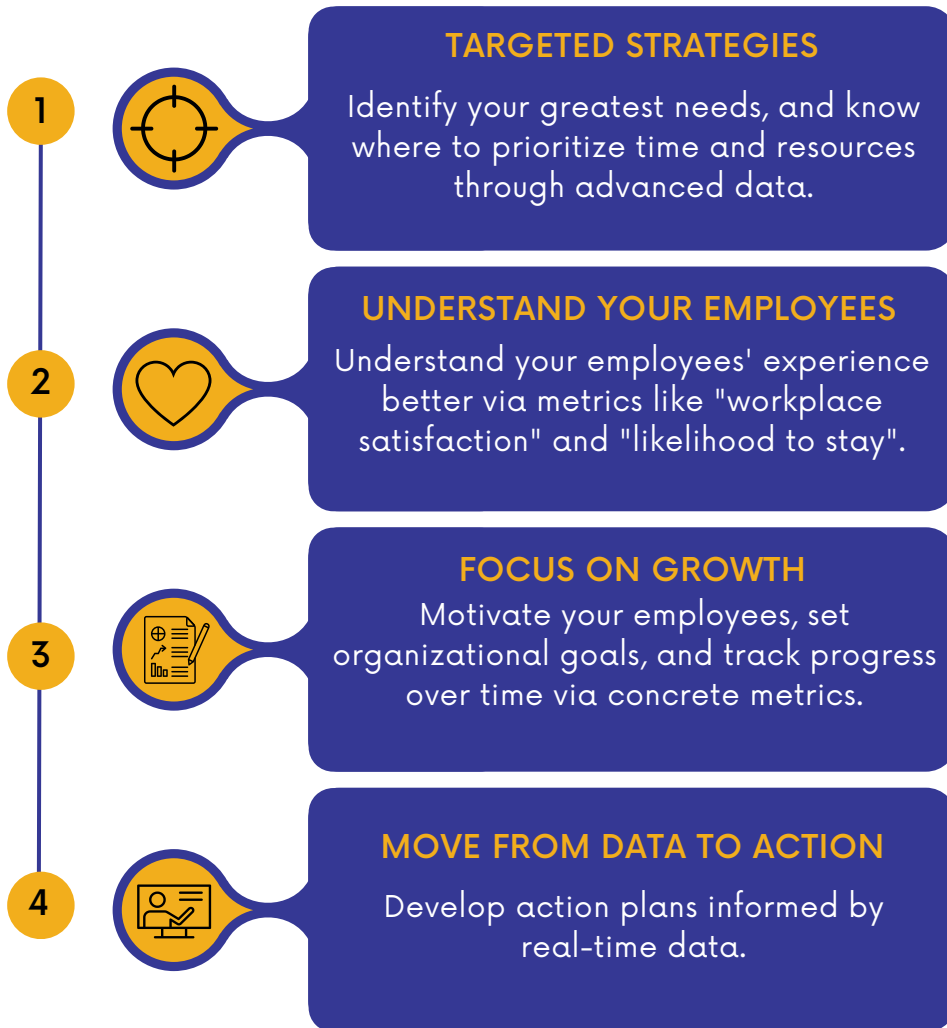 1
TARGETED STRATEGIES
Identify your greatest needs, and know
where to prioritize time and resources
through advanced data.
2
UNDERSTAND YOUR EMPLOYEES
Understand your employees' experience
better via metrics like "workplace
satisfaction" and "likelihood to stay".
3
FOCUS ON GROWTH
Motivate your employees, set
organizational goals, and track progress
over time via concrete metrics.
4
MOVE FROM DATA TO ACTION
Develop action plans informed by
real-time data.